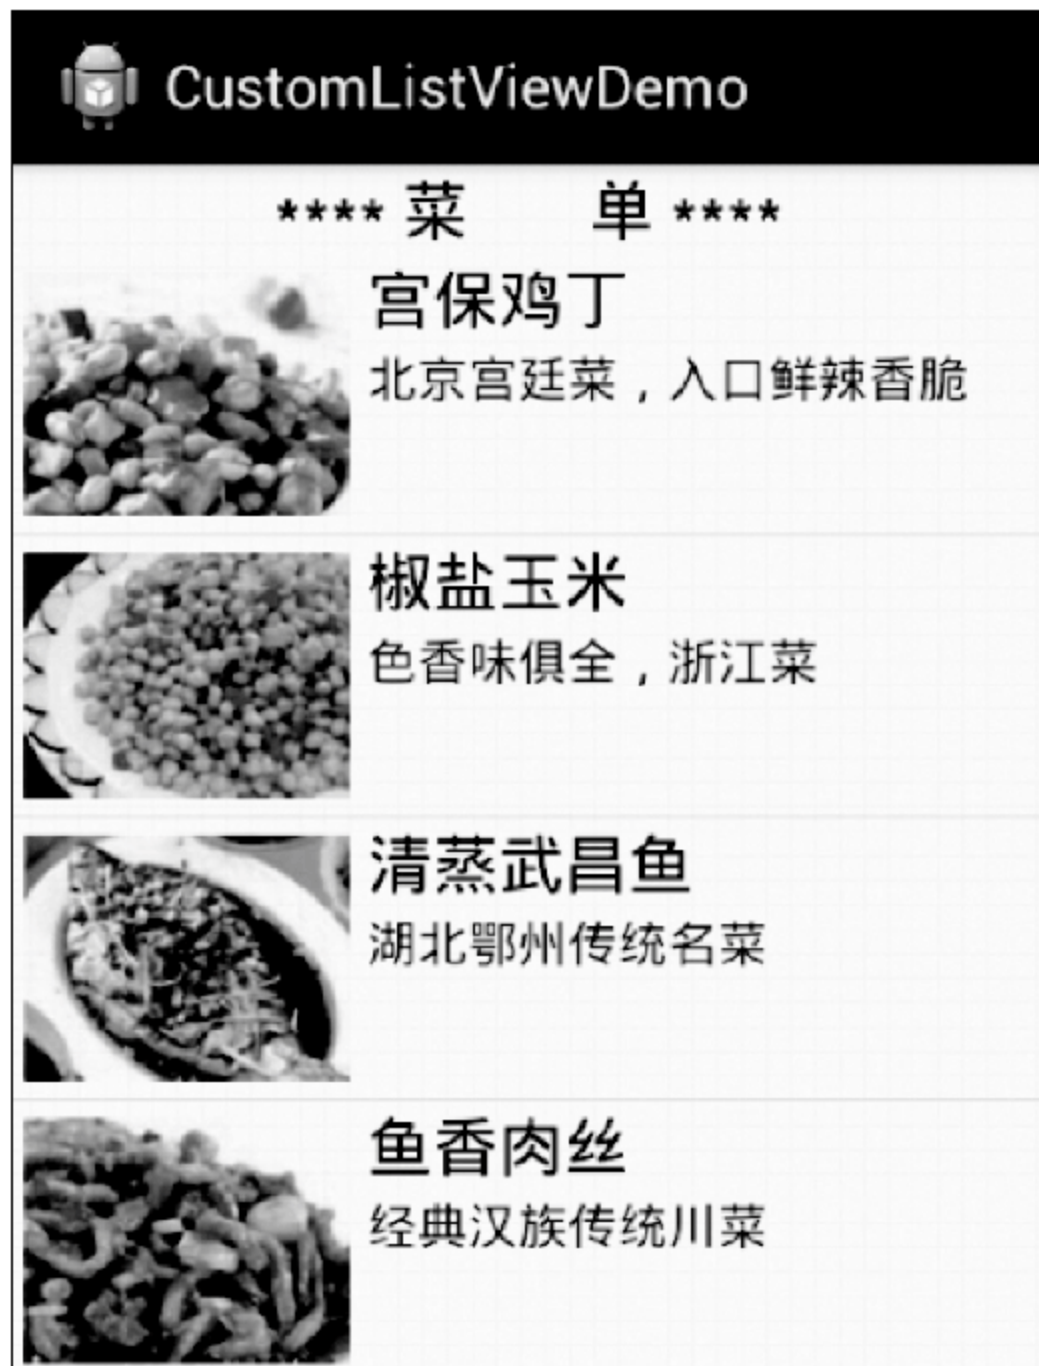 CustomListViewDemo
**** 菜 单 ****
宫保鸡丁
北京宫廷菜，入口鲜辣香脆
椒盐玉米
色香味俱全，浙江菜
清蒸武昌鱼
湖北鄂州传统名菜
鱼香肉丝
经典汉族传统川菜